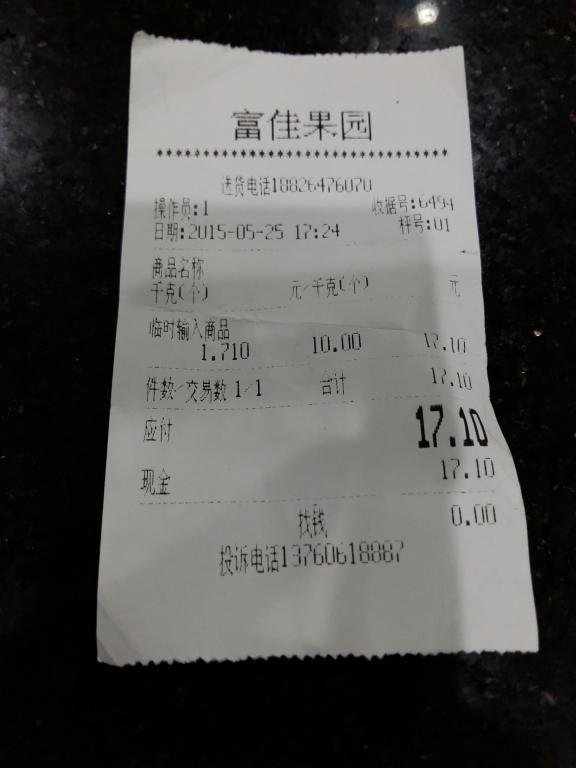 富佳果园
********************************
送货电话18826476070
操作员:1 收据号:6494
日期:2015-05-25 17:24 秤号:01
商品名称
千克(个) 元/千克(个) 元
临时输入商品
1.710 10.00 17.10
件数/交易数 1/1 合计 17.10
应付 17.10
现金 17.10
找钱 0.00
投诉电话13760618887